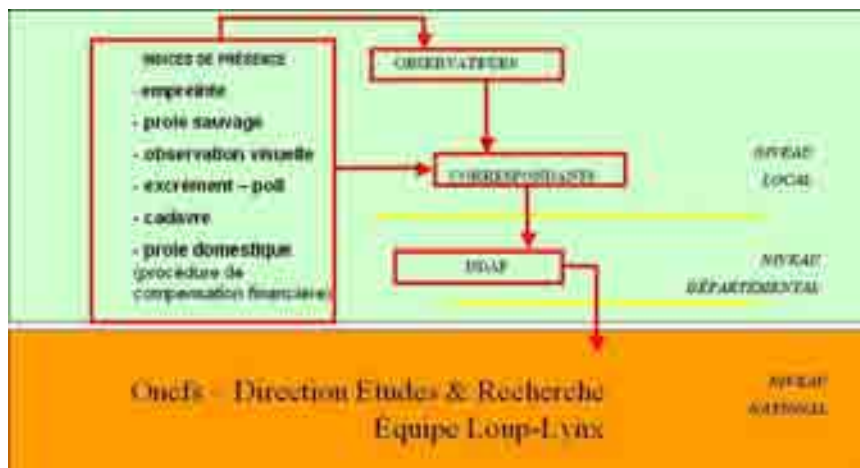 INDICES DE PRÉSENCE
- empreinte
- proie sauvage
- observation visuelle
- excrément – poil
- cadavre
- proie domestique
(procédure de
compensation financière)
OBSERVATEURS
CORRESPONDANTS
NIVEAU
LOCAL
DDAF
NIVEAU
DÉPARTEMENTAL
Oncfs – Direction Etudes & Recherche
Equipe Loup-Lynx
NIVEAU
NATIONAL